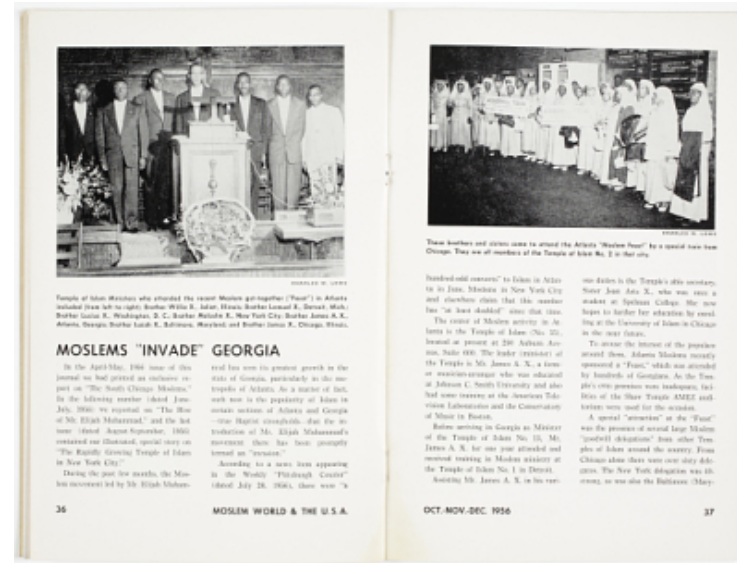 CHARLES W. LONG
Temple of Islam Ministers who attended the recent Moslem get-together ("Feast") in Atlanta
included from left to right: Brother Willie X., Joliet, Illinois; Brother Lemuel X., Detroit, Mich.;
Brother Lucius X., Washington, D. C.; Brother Malcolm X., New York City; Brother James A. X.,
Atlanta, Georgia; Brother Isaiah X., Baltimore, Maryland; and Brother James X., Chicago, Illinois.
MOSLEMS "INVADE" GEORGIA
In the April-May, 1956 issue of this
journal we had printed an exclusive re-
port on "The South Chicago Moslems."
In the following number (dated June-
July, 1956) we reported on "The Rise
of Mr. Elijah Muhammad," and the last
issue (dated August-September, 1956)
contained our illustrated, special story on
"The Rapidly Growing Temple of Islam
in New York City."
During the past few months, the Mos-
lem movement led by Mr. Elijah Muham-
mad has seen its greatest growth in the
state of Georgia, particularly in the me-
tropolis of Atlanta. As a matter of fact,
such now is the popularity of Islam in
certain sections of Atlanta and Georgia
—true Baptist strongholds—that the in-
troduction of Mr. Elijah Muhammad's
movement there has been promptly
termed an "invasion."
According to a news item appearing
in the Weekly "Pittsburgh Courier"
(dated July 28, 1956), there were "a
36
MOSLEM WORLD & THE U.S.A.
CHARLES W. LONG
These brothers and sisters came to attend the Atlanta "Moslem Feast" by a special train from
Chicago. They are all members of the Temple of Islam No. 2 in that city.
hundred-odd converts" to Islam in Atlan-
ta in June. Moslems in New York City
and elsewhere claim that this number
has "at least doubled" since that time.
The center of Moslem activity in At-
lanta is the Temple of Islam (No. 15),
located at present at 250 Auburn Ave-
nue, Suite 600. The leader (minister) of
the Temple is Mr. James A. X., a form-
er musician-arranger who was educated
at Johnson C. Smith University and also
had some training at the American Tele-
vision Laboratories and the Conservatory
of Music in Boston.
Before arriving in Georgia as Minister
of the Temple of Islam No. 15, Mr.
James A. X. for one year attended and
received training in Moslem ministry at
the Temple of Islam No. 1 in Detroit.
Assisting Mr. James A. X. in his vari-
ous duties is the Temple's able secretary,
Sister Joan Aria X., who was once a
student at Spelman College. She now
hopes to further her education by enrol-
ling at the University of Islam in Chicago
in the near future.
To arouse the interest of the populace
around them, Atlanta Moslems recently
sponsored a "Feast," which was attended
by hundreds of Georgians. As the Tem-
ple's own premises were inadequate, faci-
lities of the Shaw Temple AMEZ audi-
torium were used for the occasion.
A special "attraction" at the "Feast"
was the presence of several large Moslem
"goodwill delegations" from other Tem-
ples of Islam around the country. From
Chicago alone there were over sixty dele-
gates. The New York delegation was
so was also the Baltimore (Mary-
OCT.-NOV.-DEC. 1956
37